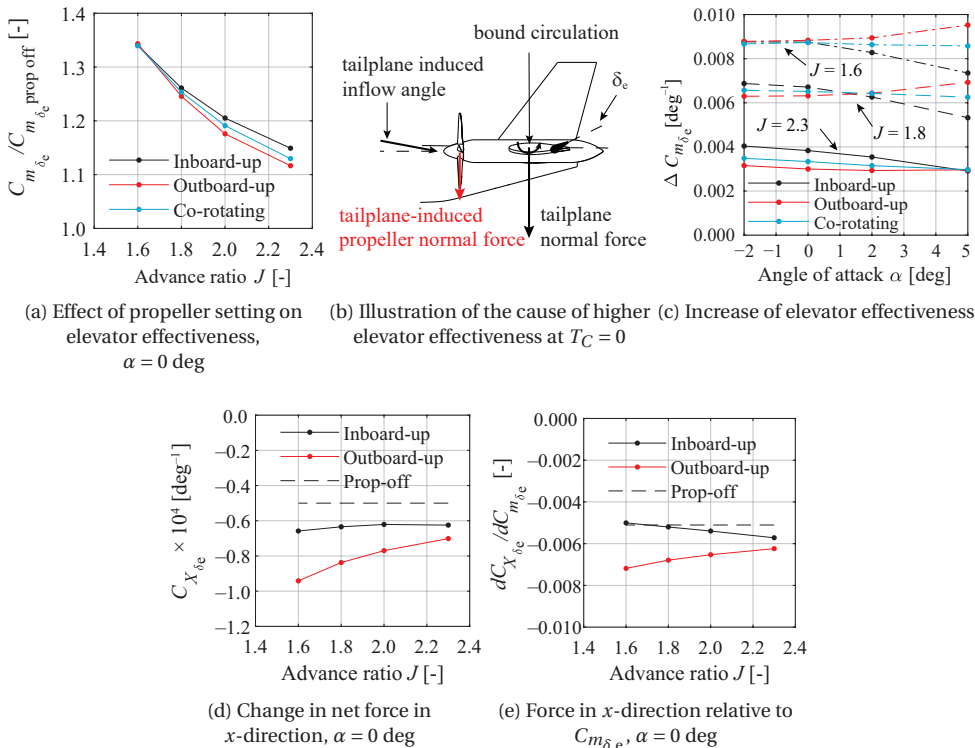 C_{m_{δe}}/C_{m_{δe} prop off} [-]
1.4
1.3
1.2
1.1
1.0
Inboard-up
Outboard-up
Co-rotating
1.4 1.6 1.8 2.0 2.2 2.4
Advance ratio J [-]
(a) Effect of propeller setting on
elevator effectiveness,
α = 0 deg
bound circulation
tailplane induced
inflow angle
δ_e
tailplane-induced
propeller normal force
tailplane
normal force
(b) Illustration of the cause of higher
elevator effectiveness at T_C = 0
Δ C_{m_{δe}} [deg⁻¹]
0.010
0.008
0.006
0.004
0.002
0.000
J = 1.6
J = 1.8
J = 2.3
Inboard-up
Outboard-up
Co-rotating
−2 −1 0 1 2 3 4 5
Angle of attack α [deg]
(c) Increase of elevator effectiveness
C_{X_{δe}} × 10⁴ [deg⁻¹]
0.0
−0.2
−0.4
−0.6
−0.8
−1.0
−1.2
Inboard-up
Outboard-up
Prop-off
1.4 1.6 1.8 2.0 2.2 2.4
Advance ratio J [-]
(d) Change in net force in
x-direction, α = 0 deg
dC_{X_{δe}}/dC_{m_{δe}} [-]
0.000
−0.002
−0.004
−0.006
−0.008
−0.010
Inboard-up
Outboard-up
Prop-off
1.4 1.6 1.8 2.0 2.2 2.4
Advance ratio J [-]
(e) Force in x-direction relative to
C_{m_{δ e}}, α = 0 deg